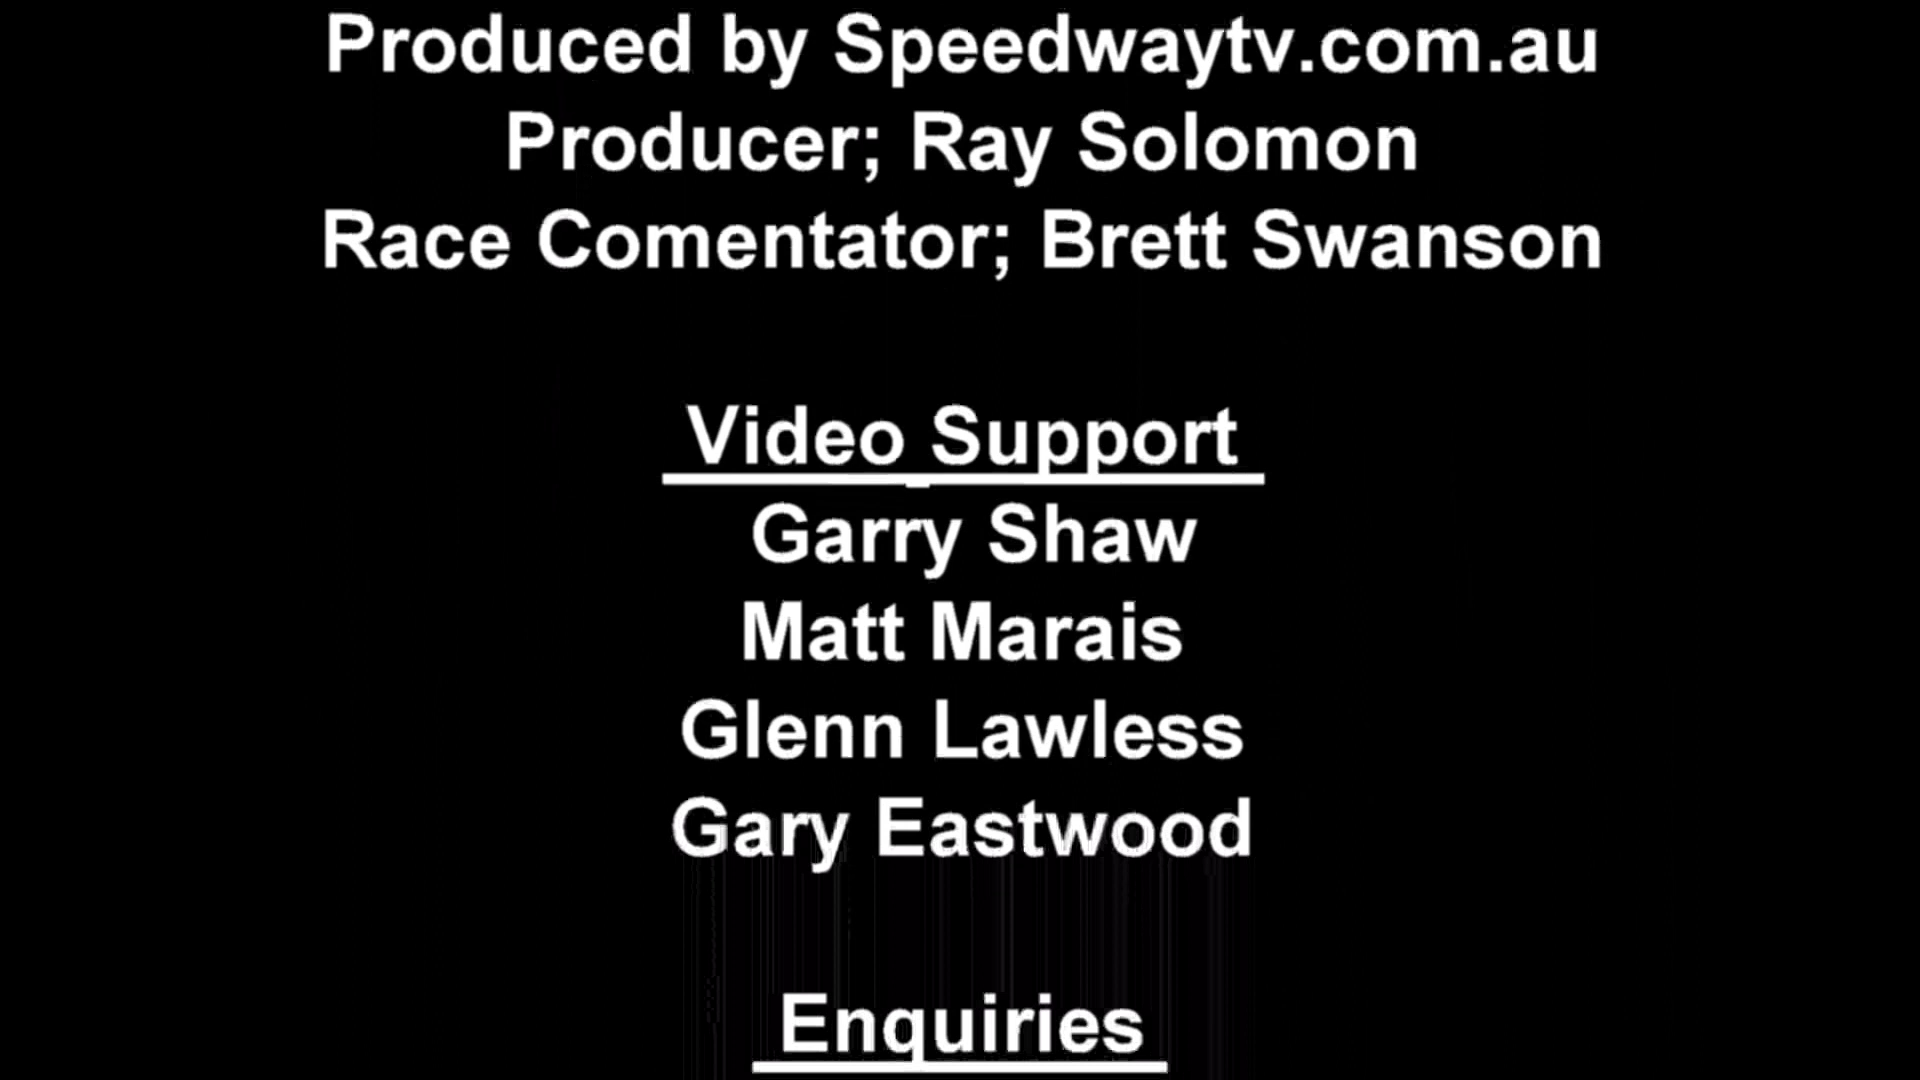 Produced by Speedwaytv.com.au
Producer; Ray Solomon
Race Comentator; Brett Swanson
Video Support
Garry Shaw
Matt Marais
Glenn Lawless
Gary Eastwood
Enquiries